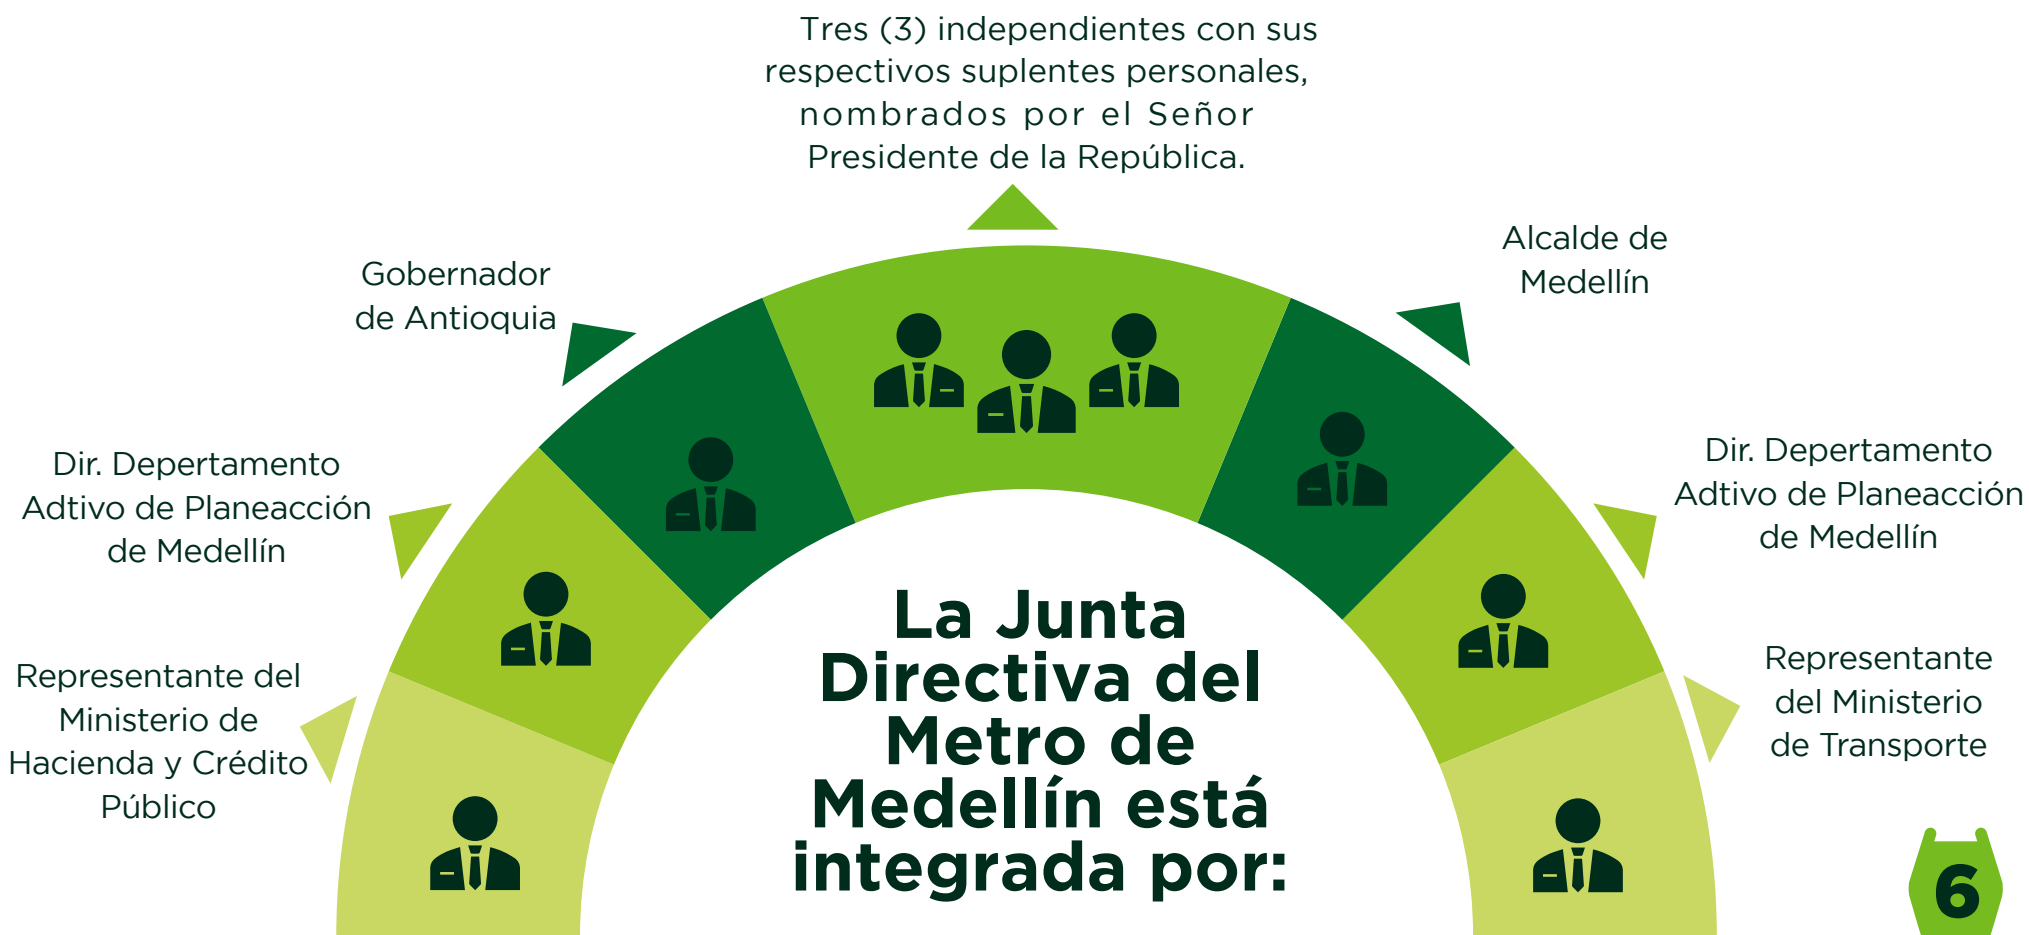 Tres (3) independientes con sus
respectivos suplentes personales,
nombrados por el Señor
Presidente de la República.
Gobernador
de Antioquia
Alcalde de
Medellín
Dir. Depertamento
Adtivo de Planeacción
de Medellín
Dir. Depertamento
Adtivo de Planeacción
de Medellín
Representante del
Ministerio de
Hacienda y Crédito
Público
Representante
del Ministerio
de Transporte
La Junta
Directiva del
Metro de
Medellín está
integrada por:
6